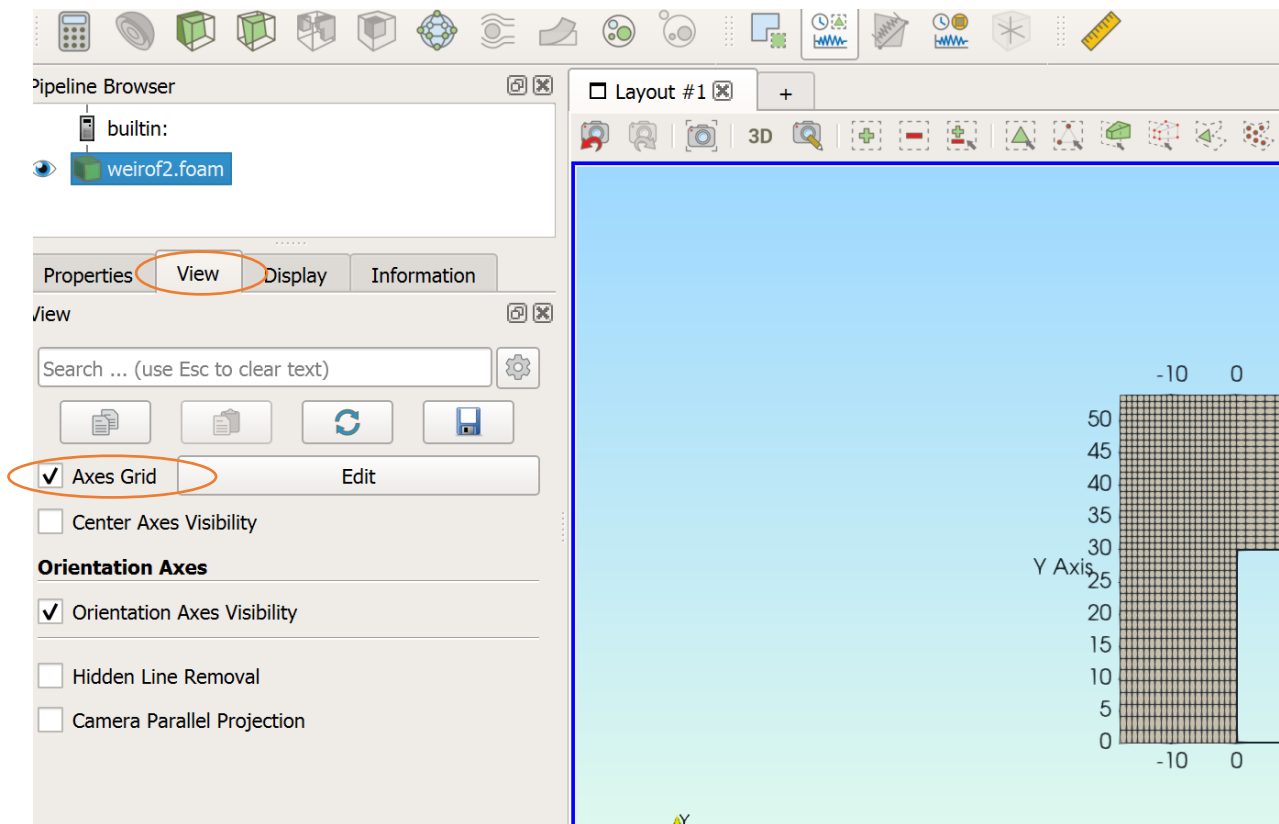 Pipeline Browser
builtin:
weirof2.foam
Properties View Display Information
View
Search ... (use Esc to clear text)
Axes Grid Edit
Center Axes Visibility
Orientation Axes
Orientation Axes Visibility
Hidden Line Removal
Camera Parallel Projection
Layout #1 +
3D
-10 0
50
45
40
35
30
Y Axis
25
20
15
10
5
0
-10 0
Y